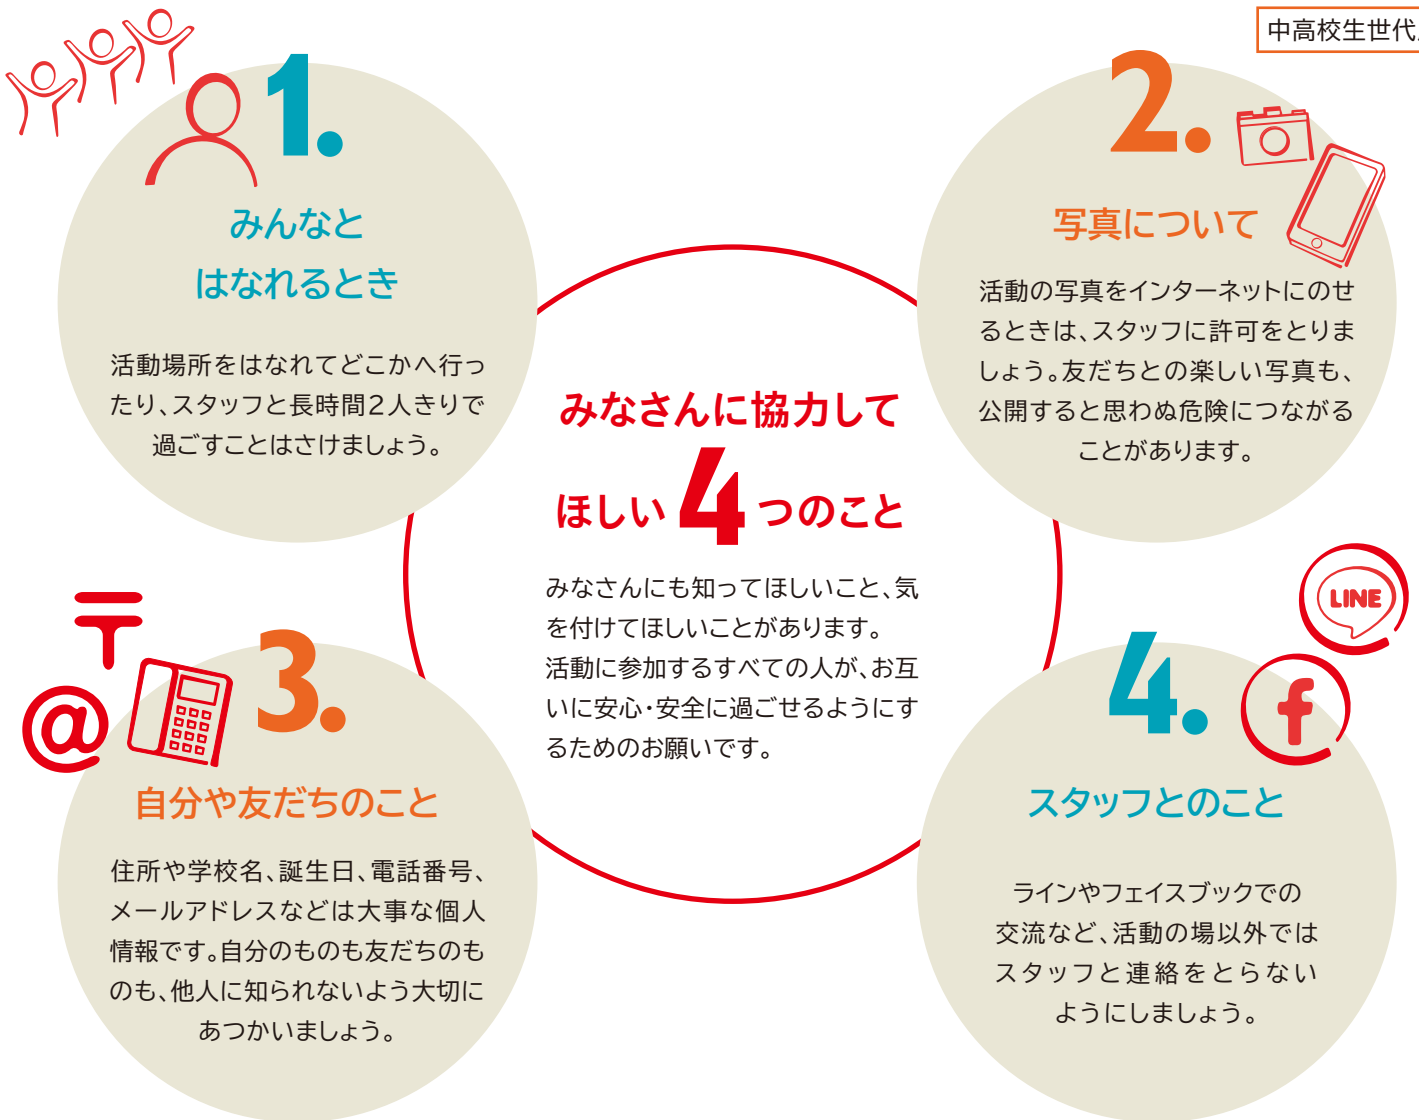 中高校生世代
1.
みんなと
はなれるとき
活動場所をはなれてどこかへ行っ
たり、スタッフと長時間2人きりで
過ごすことはさけましょう。
2.
写真について
活動の写真をインターネットにのせ
るときは、スタッフに許可をとりま
しょう。友だちとの楽しい写真も、
公開すると思わぬ危険につながる
ことがあります。
みなさんに協力して
ほしい4つのこと
みなさんにも知ってほしいこと、気
を付けてほしいことがあります。
活動に参加するすべての人が、お互
いに安心・安全に過ごせるようにす
るためのお願いです。
〒
@
3.
自分や友だちのこと
住所や学校名、誕生日、電話番号、
メールアドレスなどは大事な個人
情報です。自分のものも友だちのも
のも、他人に知られないよう大切に
あつかいましょう。
LINE
f
4.
スタッフとのこと
ラインやフェイスブックでの
交流など、活動の場以外では
スタッフと連絡をとらない
ようにしましょう。